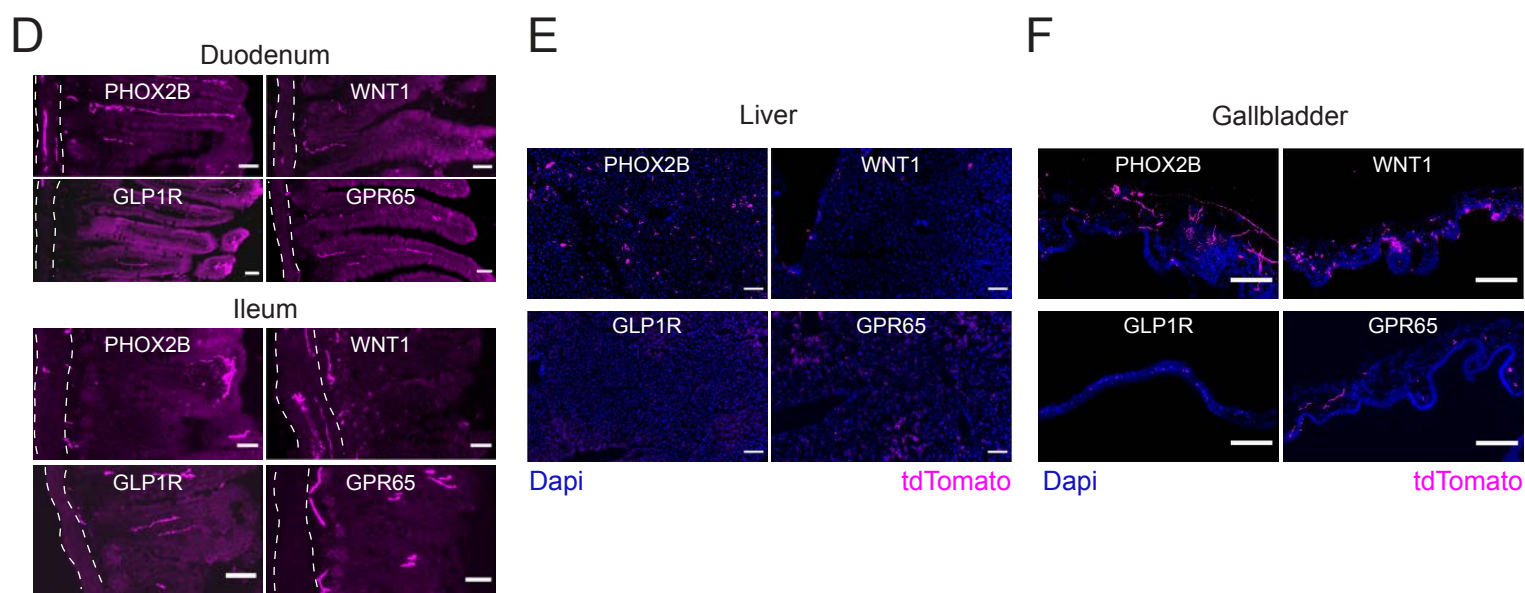 D
Duodenum
PHOX2B
WNT1
GLP1R
GPR65
Ileum
PHOX2B
WNT1
GLP1R
GPR65
E
Liver
PHOX2B
WNT1
GLP1R
GPR65
Dapi
tdTomato
F
Gallbladder
PHOX2B
WNT1
GLP1R
GPR65
Dapi
tdTomato